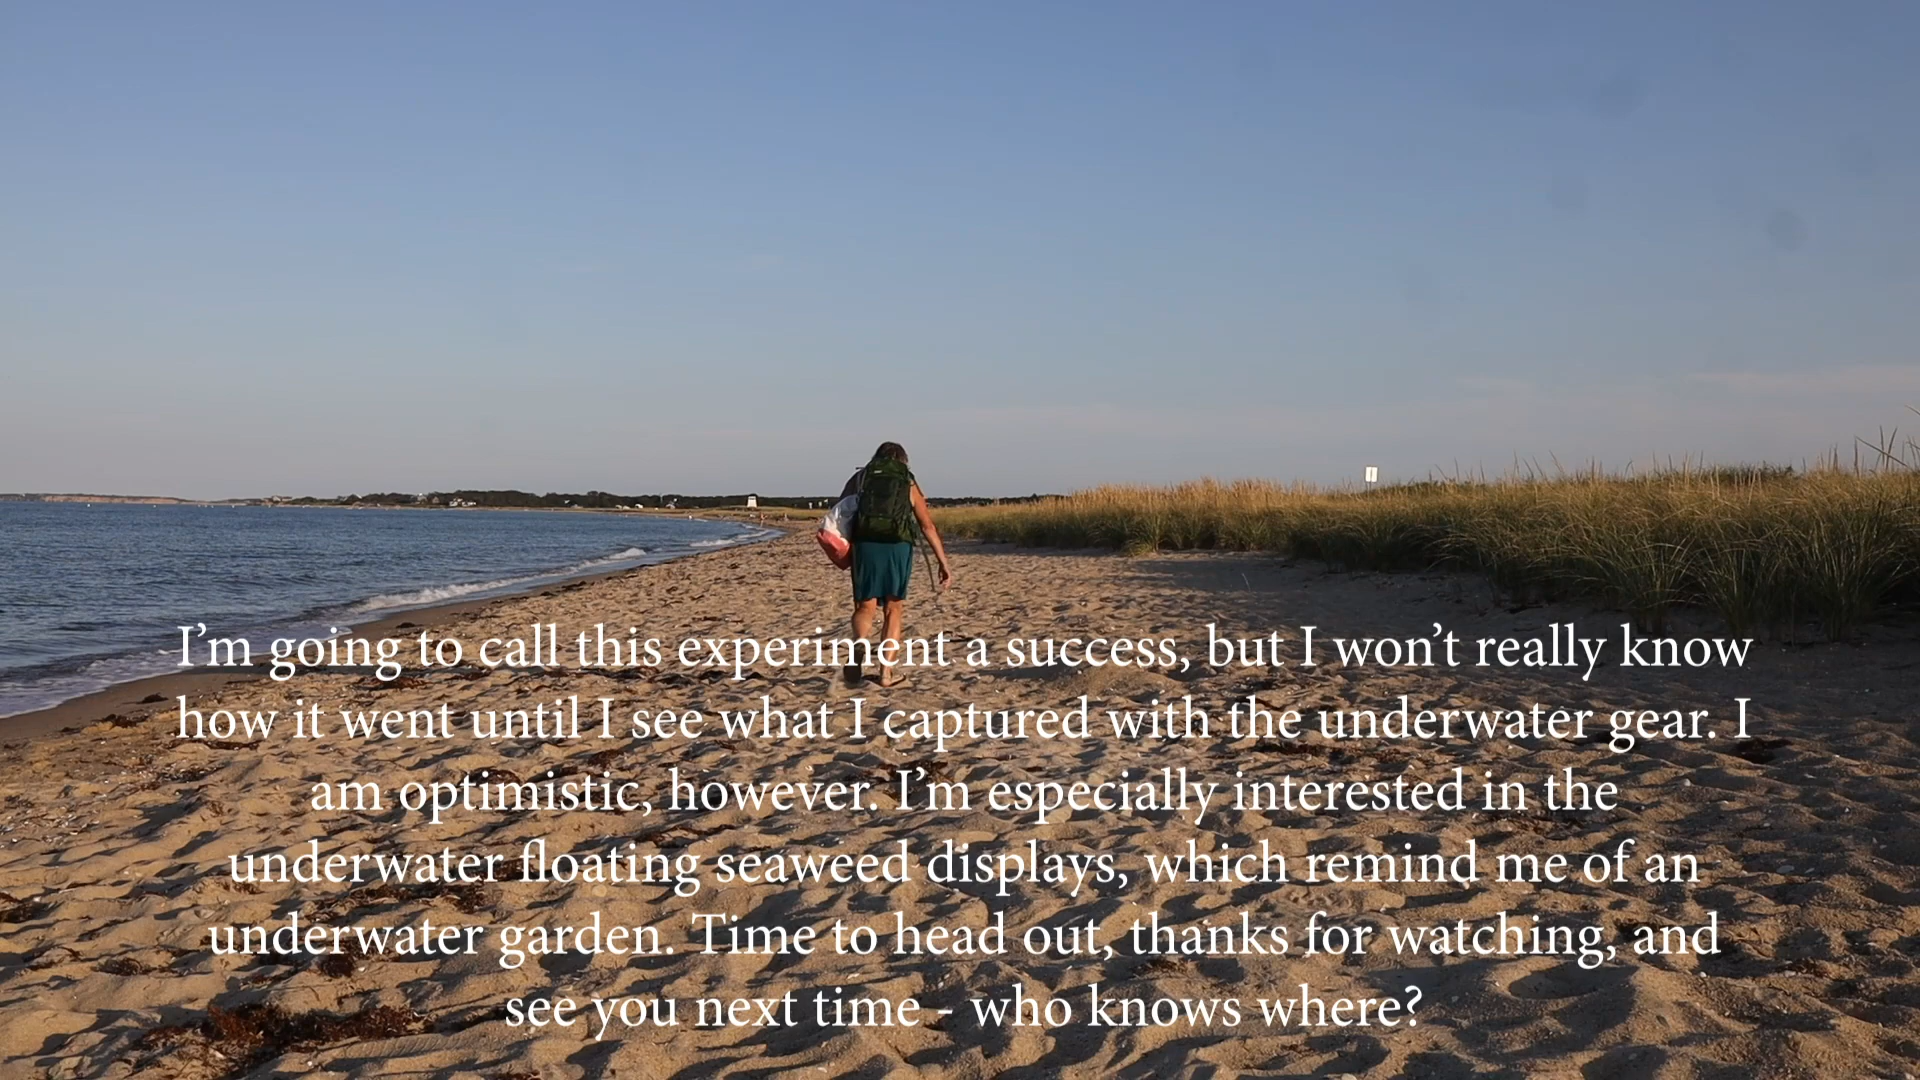 I’m going to call this experiment a success, but I won’t really know
how it went until I see what I captured with the underwater gear. I
am optimistic, however. I’m especially interested in the
underwater floating seaweed displays, which remind me of an
underwater garden. Time to head out, thanks for watching, and
see you next time - who knows where?